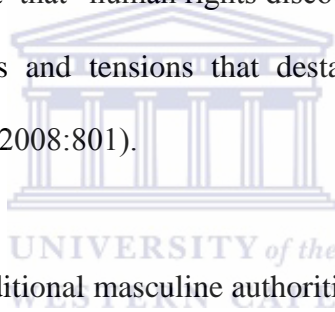 that "human rights disco
s and tensions that desta
2008:801).
UNIVERSITY of the
ditional masculine authoriti
WESTERN CAPE